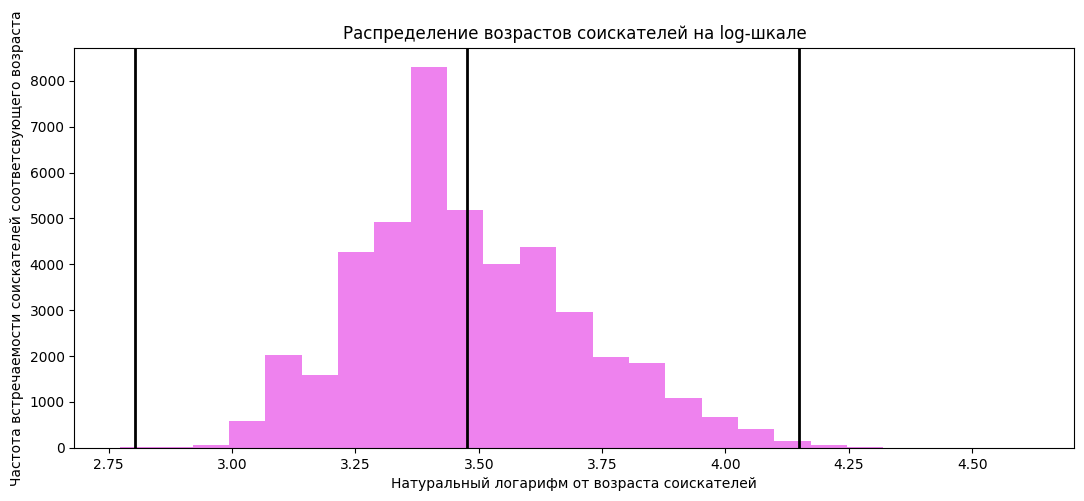 Распределение возрастов соискателей на log-шкале
Частота встречаемости соискателей соответсвующего возраста
8000
7000
6000
5000
4000
3000
2000
1000
0
2.75 3.00 3.25 3.50 3.75 4.00 4.25 4.50
Натуральный логарифм от возраста соискателей